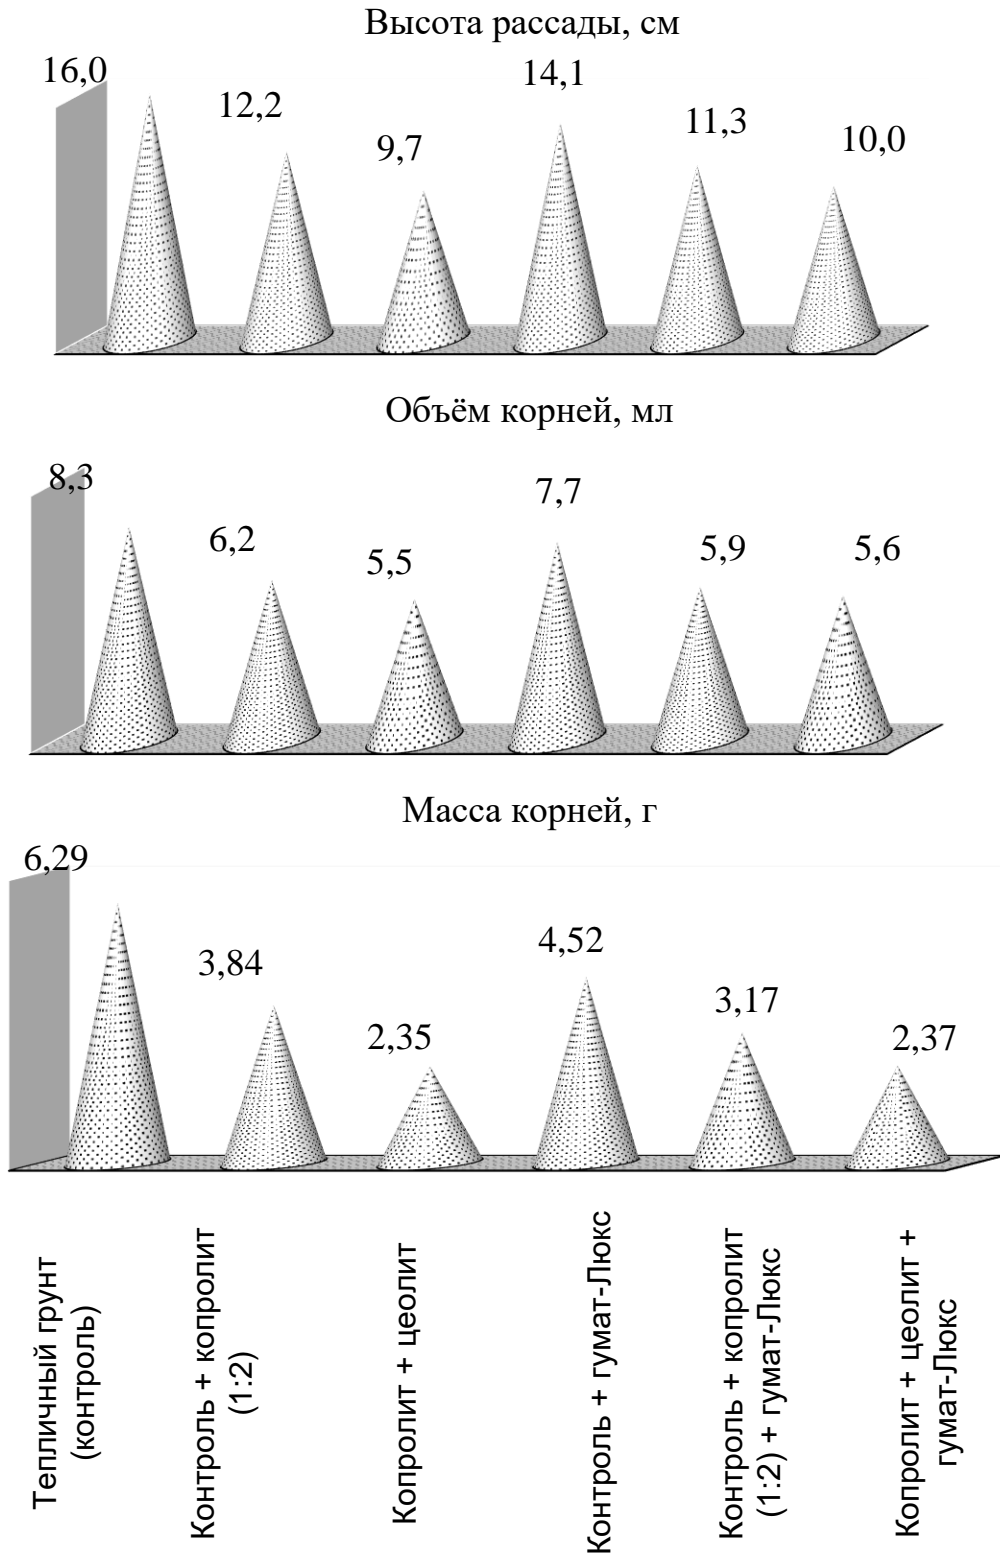 Высота рассады, см
16,0
12,2
9,7
14,1
11,3
10,0
Объём корней, мл
8,3
6,2
5,5
7,7
5,9
5,6
Масса корней, г
6,29
3,84
2,35
4,52
3,17
2,37
Тепличный грунт
(контроль)
Контроль + копролит
(1:2)
Копролит + цеолит
Контроль + гумат-Люкс
Контроль + копролит
(1:2) + гумат-Люкс
Копролит + цеолит +
гумат-Люкс